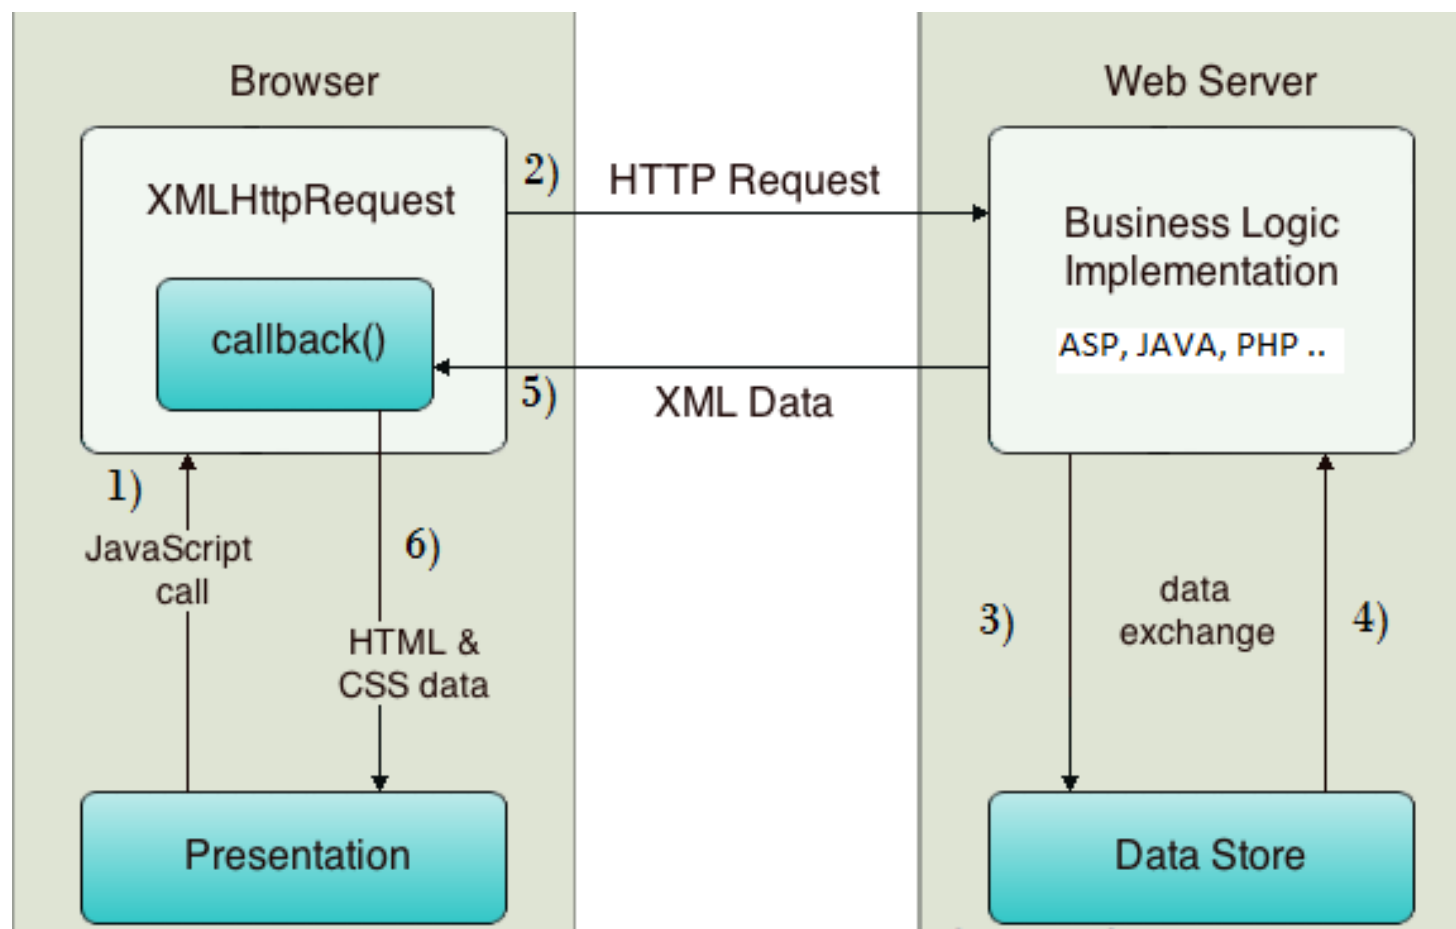 Browser
XMLHttpRequest
callback()
1)
JavaScript
call
6)
HTML &
CSS data
Presentation
2)
HTTP Request
5)
XML Data
Web Server
Business Logic
Implementation
ASP, JAVA, PHP ..
3)
data
exchange
4)
Data Store